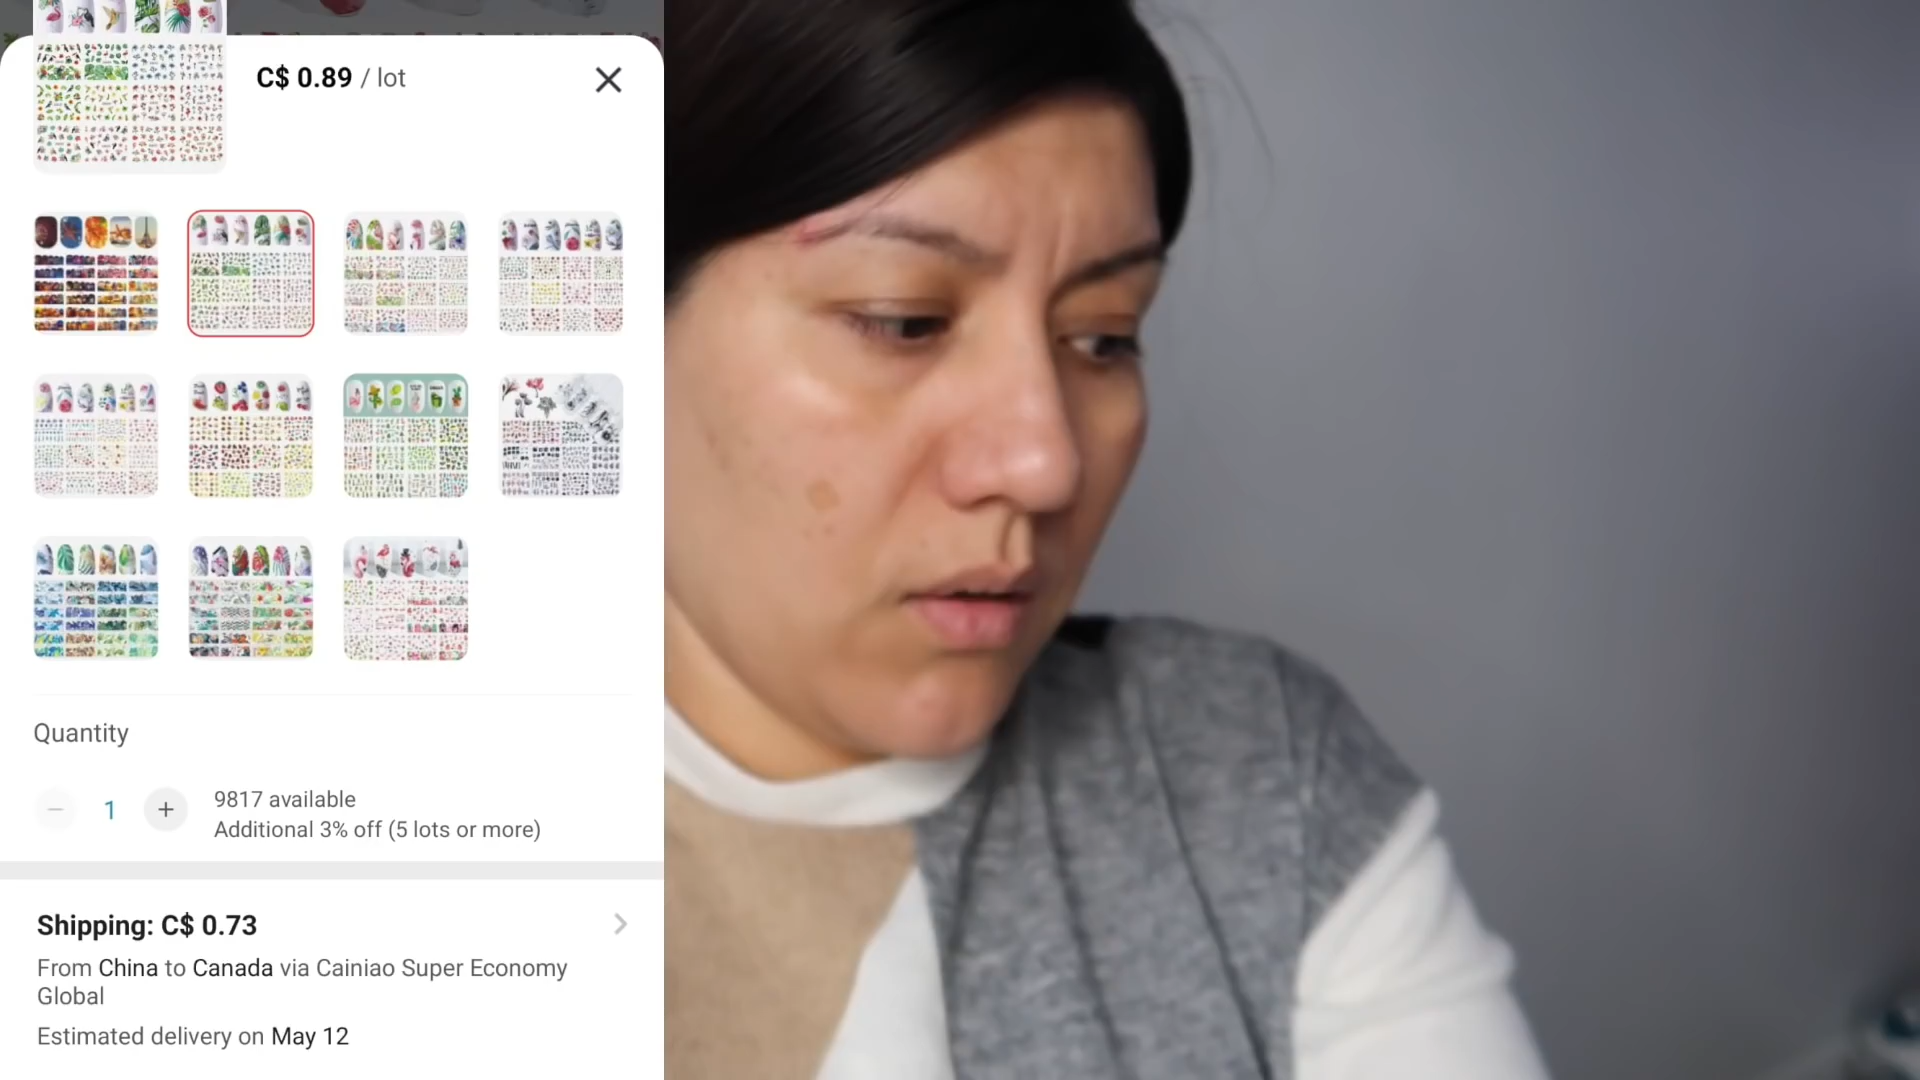 C$ 0.89 / lot
Quantity
1
9817 available
Additional 3% off (5 lots or more)
Shipping: C$ 0.73
From China to Canada via Cainiao Super Economy
Global
Estimated delivery on May 12